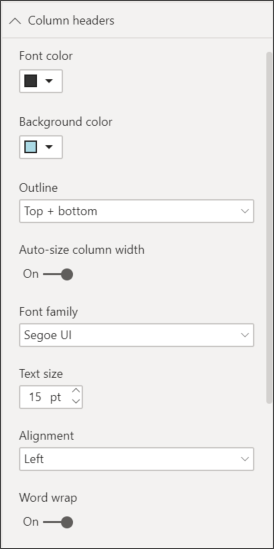 Column headers
Font color
Background color
Outline
Top + bottom
Auto-size column width
On
Font family
Segoe UI
Text size
15 pt
Alignment
Left
Word wrap
On